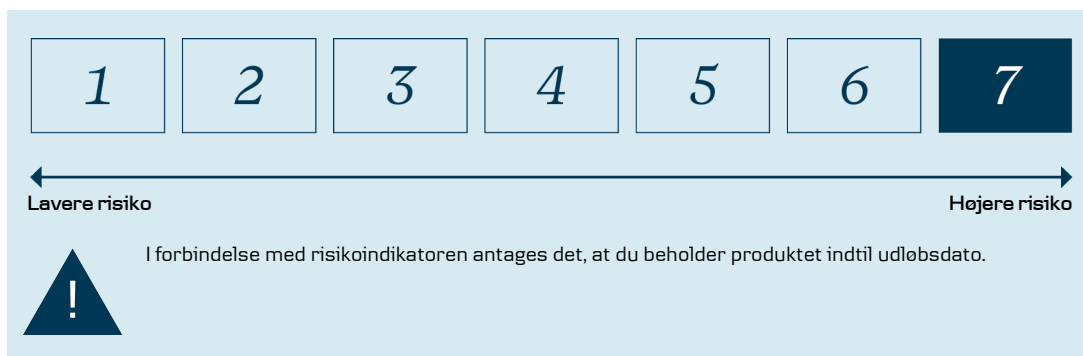 1 2 3 4 5 6 7
Lavere risiko Højere risiko
I forbindelse med risikoindikatoren antages det, at du beholder produktet indtil udløbsdato.
!